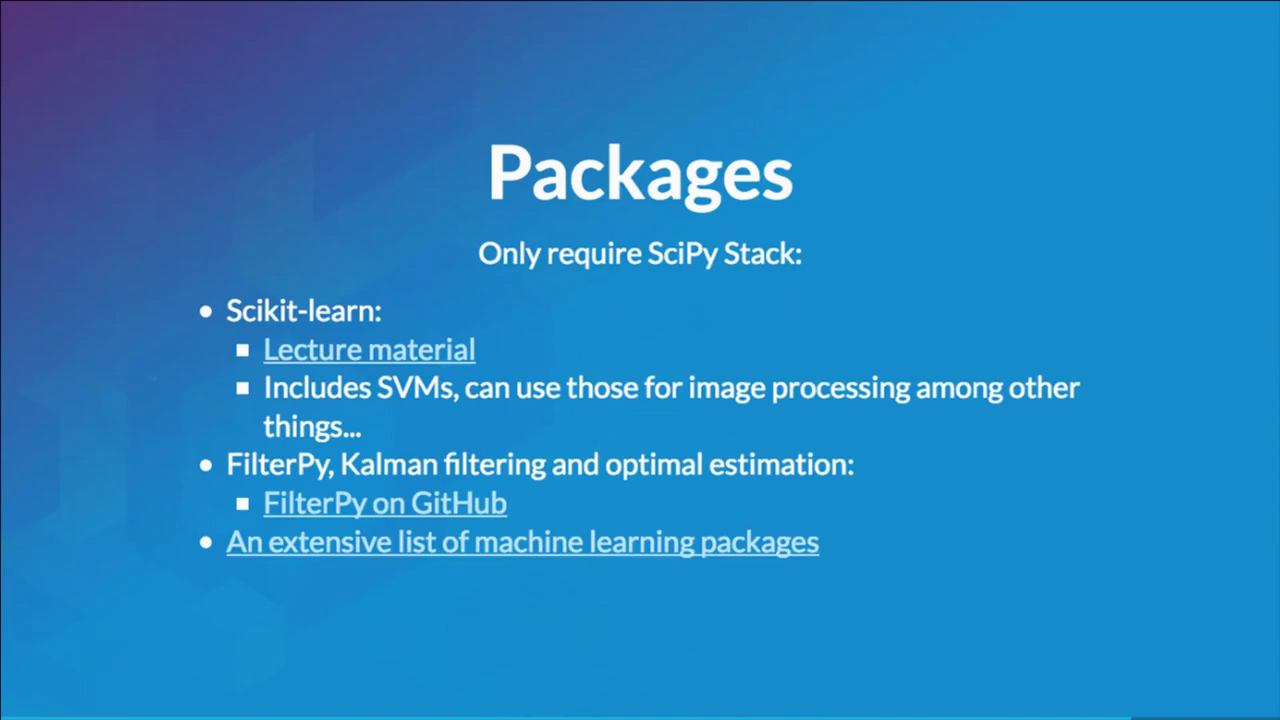 Packages
Only require SciPy Stack:
Scikit-learn:
Lecture material
Includes SVMs, can use those for image processing among other
things...
FilterPy, Kalman filtering and optimal estimation:
FilterPy on GitHub
An extensive list of machine learning packages